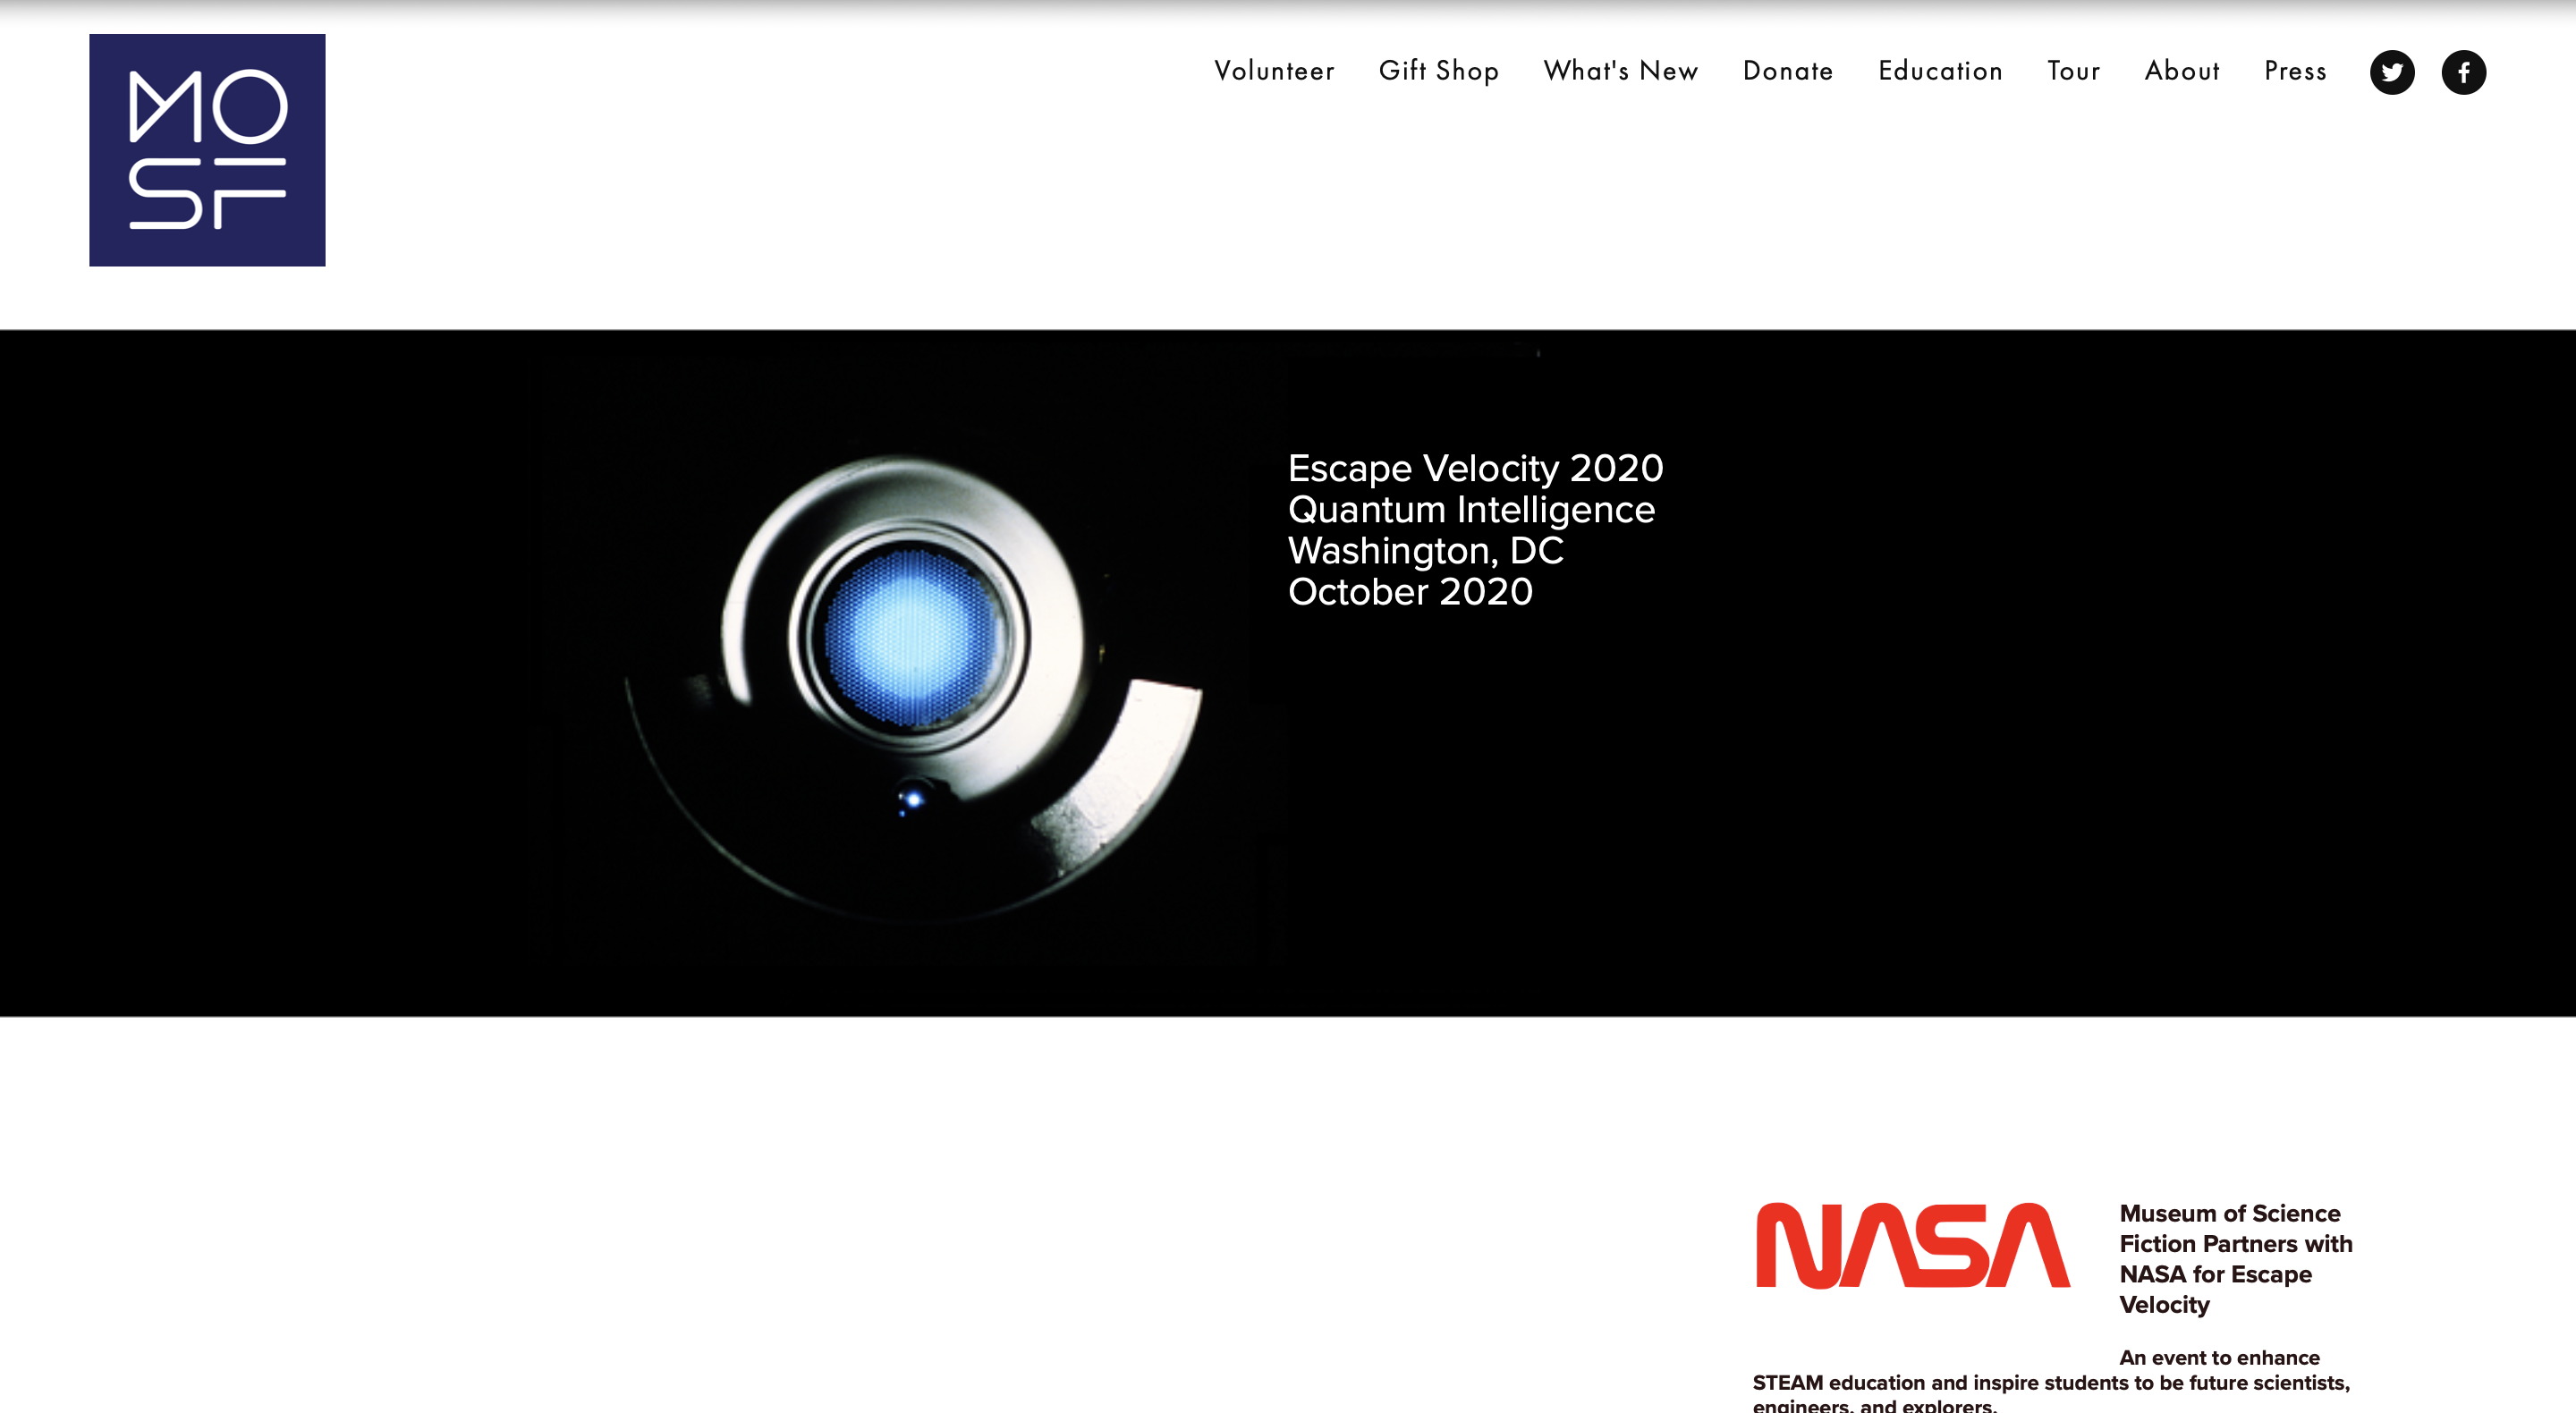 MO
SF
Volunteer Gift Shop What's New Donate Education Tour About Press
Escape Velocity 2020
Quantum Intelligence
Washington, DC
October 2020
NASA
Museum of Science
Fiction Partners with
NASA for Escape
Velocity
An event to enhance
STEAM education and inspire students to be future scientists,
engineers, and explorers.